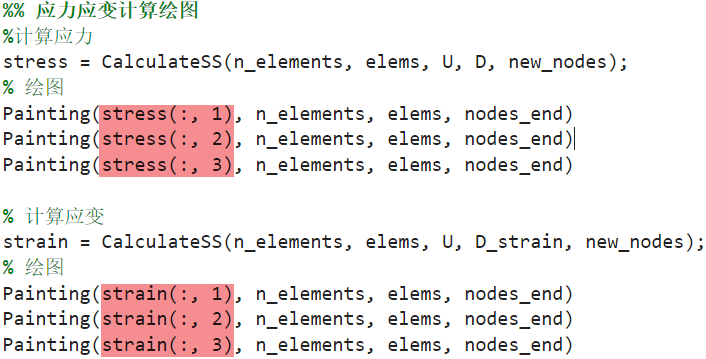 %% 应力应变计算绘图
%计算应力
stress = CalculateSS(n_elements, elems, U, D, new_nodes);
% 绘图
Painting(stress(:, 1), n_elements, elems, nodes_end)
Painting(stress(:, 2), n_elements, elems, nodes_end)
Painting(stress(:, 3), n_elements, elems, nodes_end)
% 计算应变
strain = CalculateSS(n_elements, elems, U, D_strain, new_nodes);
% 绘图
Painting(strain(:, 1), n_elements, elems, nodes_end)
Painting(strain(:, 2), n_elements, elems, nodes_end)
Painting(strain(:, 3), n_elements, elems, nodes_end)